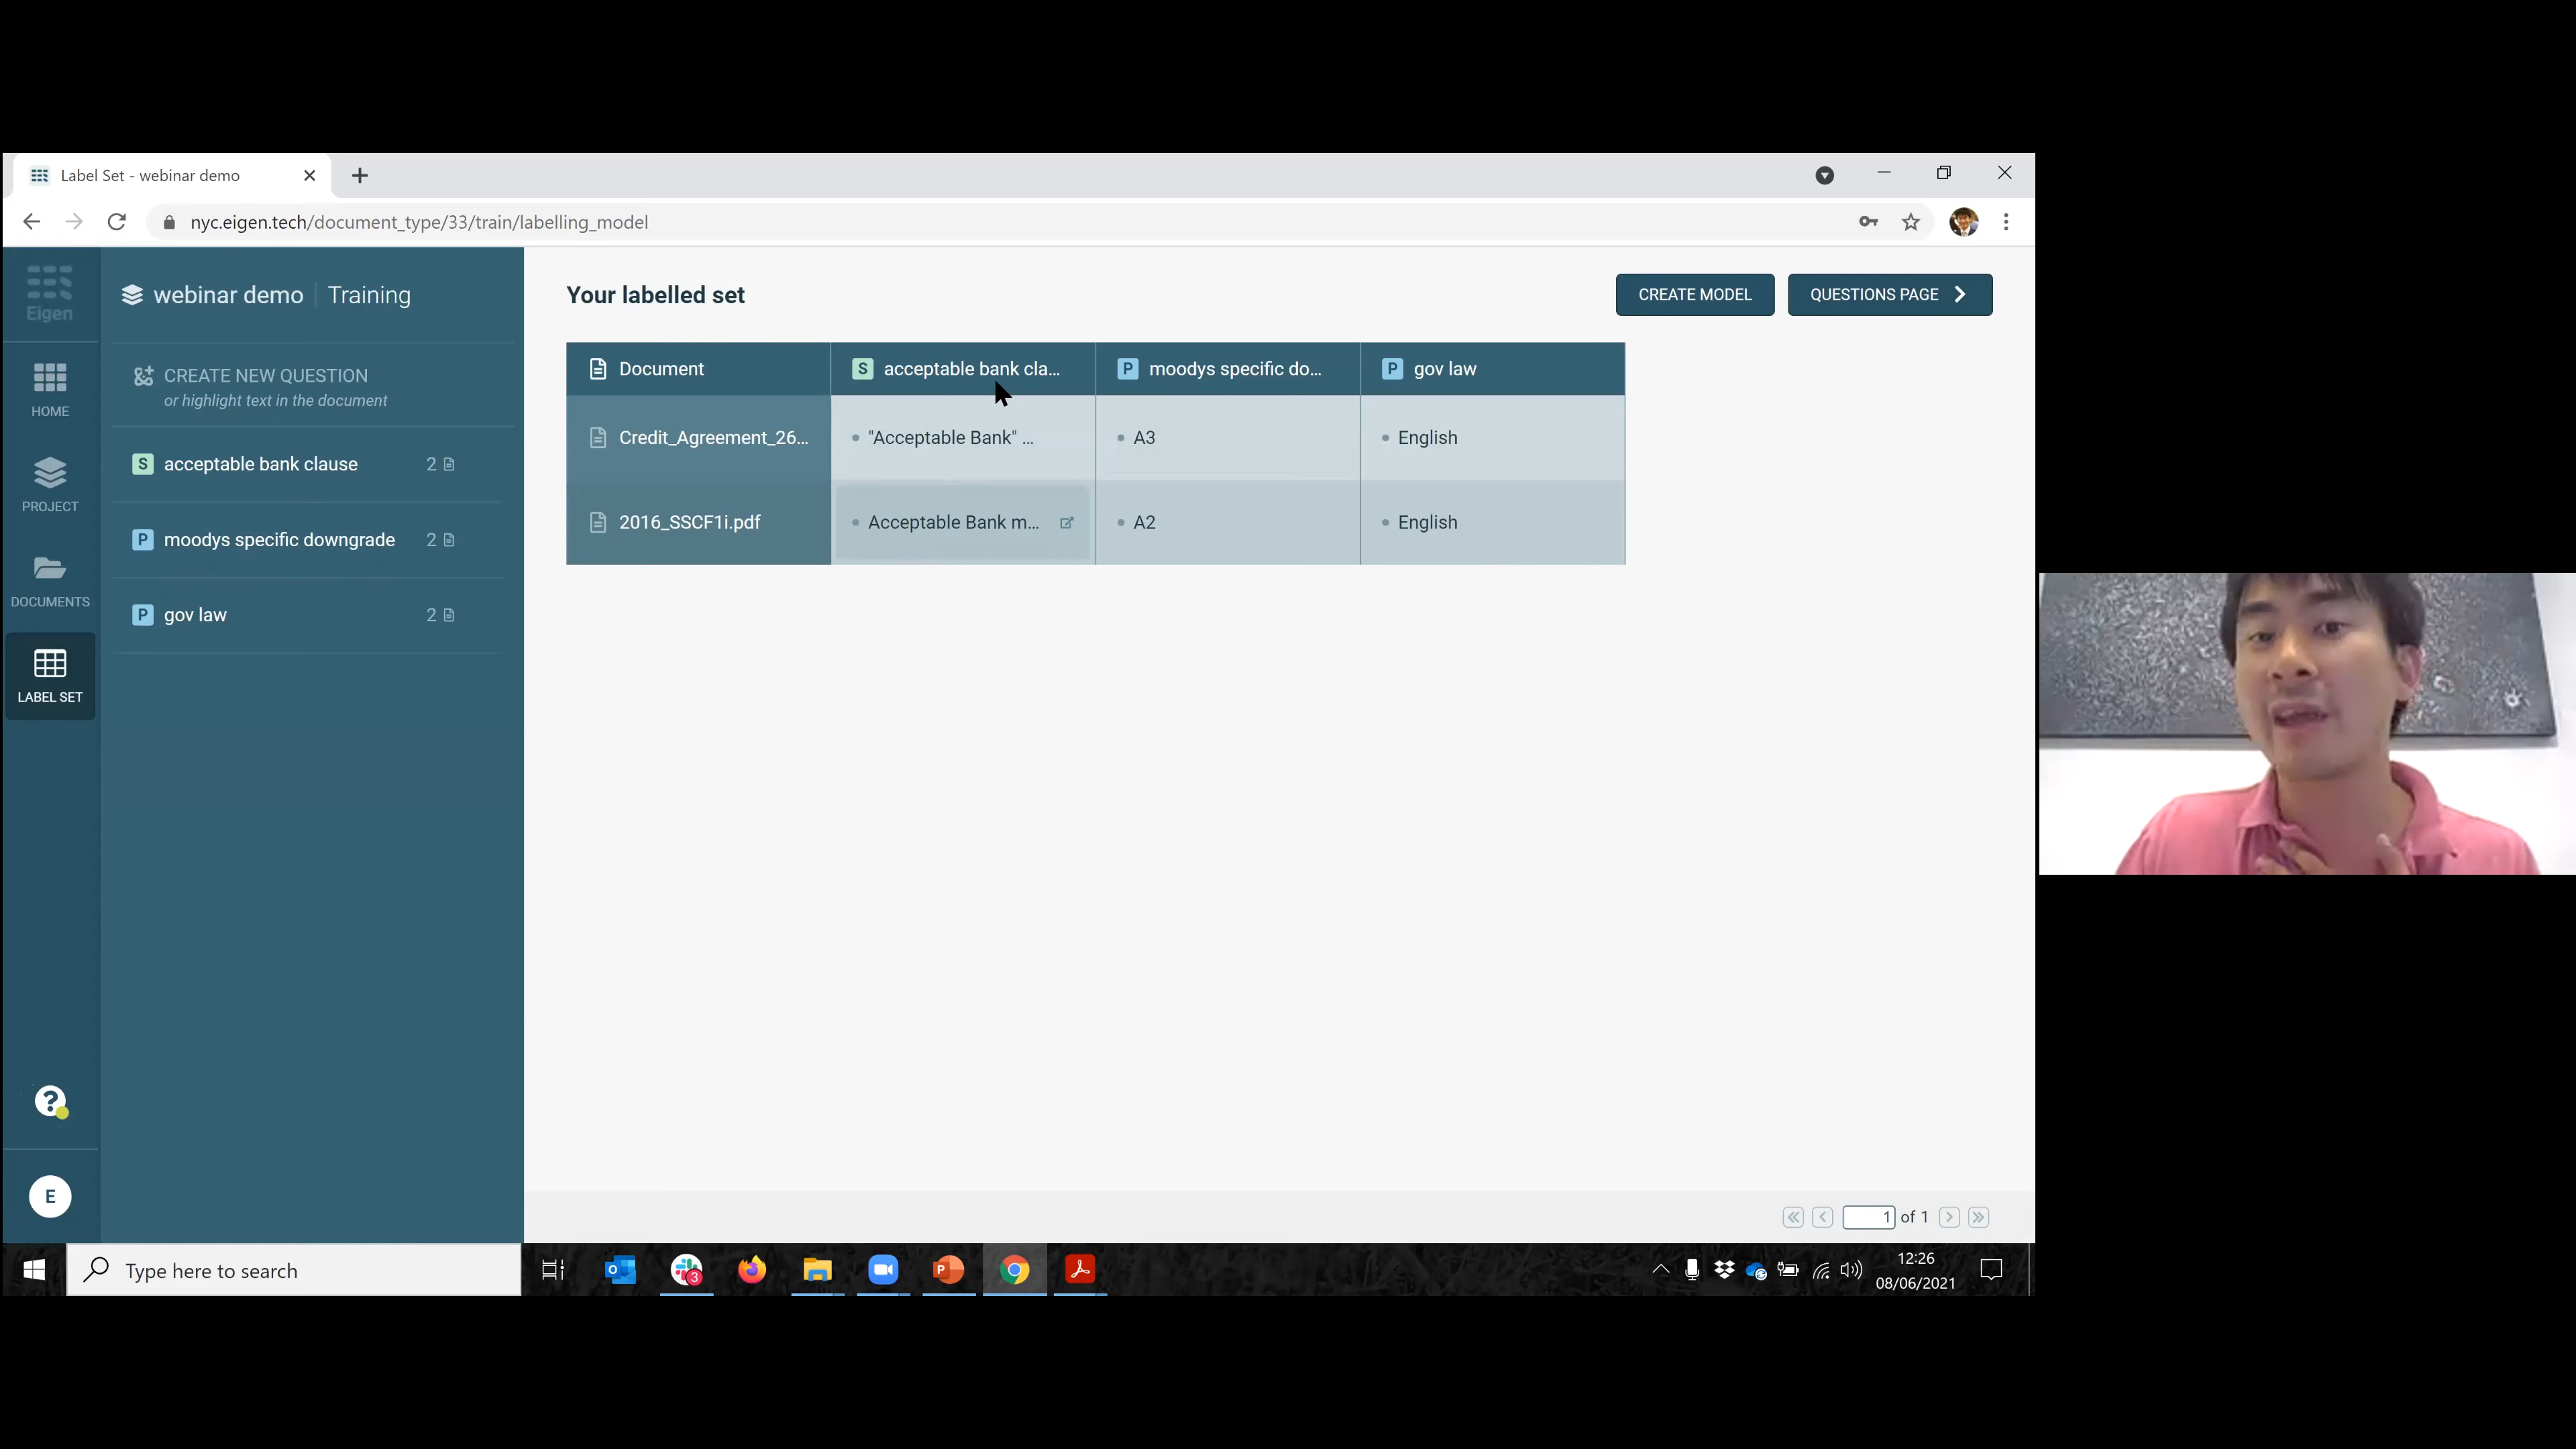 Label Set - webinar demo
nyc.eigen.tech/document_type/33/train/labelling_model
Eigen
HOME
PROJECT
DOCUMENTS
LABEL SET
E
webinar demo | Training
CREATE NEW QUESTION
or highlight text in the document
S acceptable bank clause 2
P moodys specific downgrade 2
P gov law 2
Your labelled set
CREATE MODEL
QUESTIONS PAGE
Document S acceptable bank cla... P moodys specific do... P gov law
Credit_Agreement_26... "Acceptable Bank" ... A3 English
2016_SSCF1i.pdf Acceptable Bank m... A2 English
1 of 1
Type here to search
3
12:26
08/06/2021